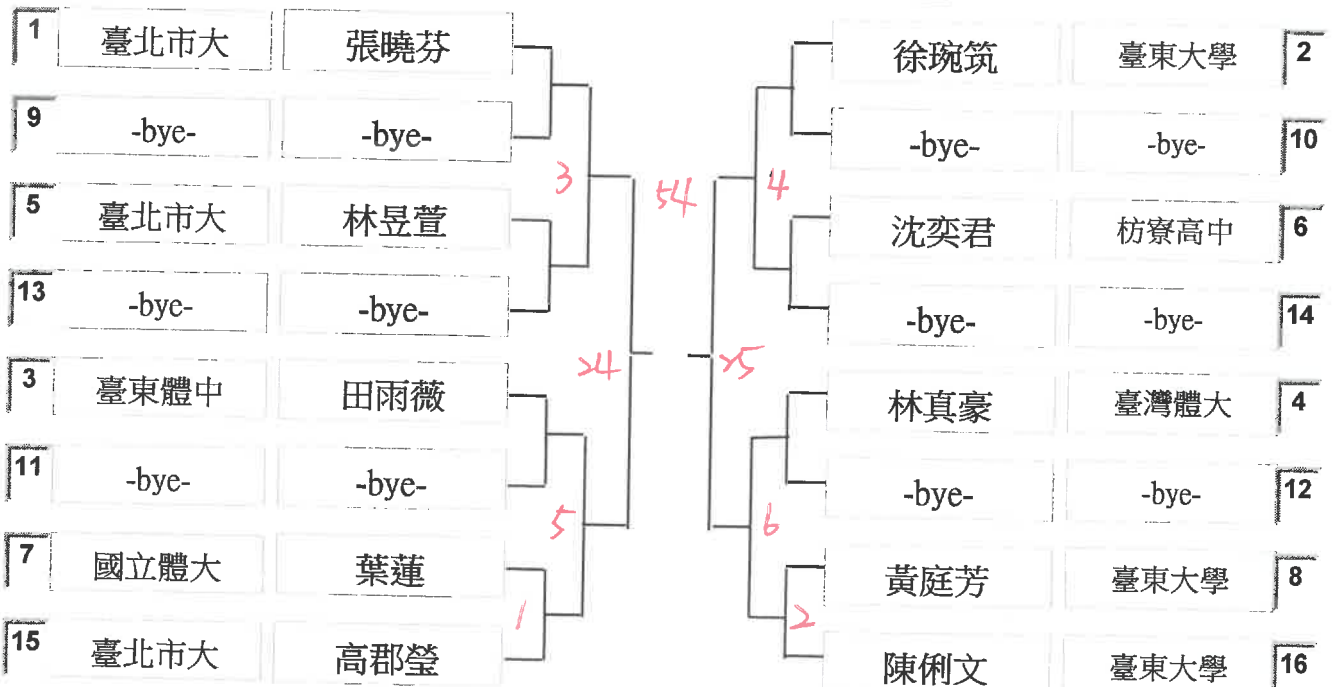 1 臺北市大 張曉芬 徐琬筑 臺東大學 2
9 -bye- -bye- -bye- -bye- 10
3 54 4
5 臺北市大 林昱萱 沈奕君 枋寮高中 6
13 -bye- -bye- -bye- -bye- 14
24 25
3 臺東體中 田雨薇 林真豪 臺灣體大 4
11 -bye- -bye- -bye- -bye- 12
5 6
7 國立體大 葉蓮 黃庭芳 臺東大學 8
1 2
15 臺北市大 高郡瑩 陳俐文 臺東大學 16